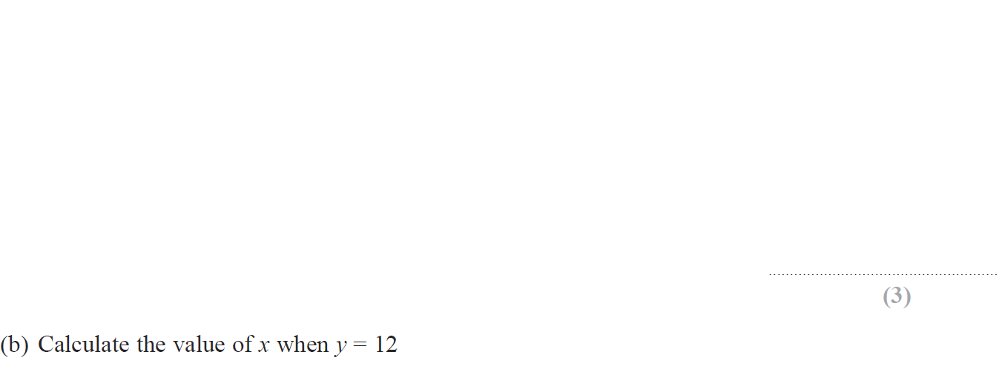 (3)
(b) Calculate the value of x when y = 12